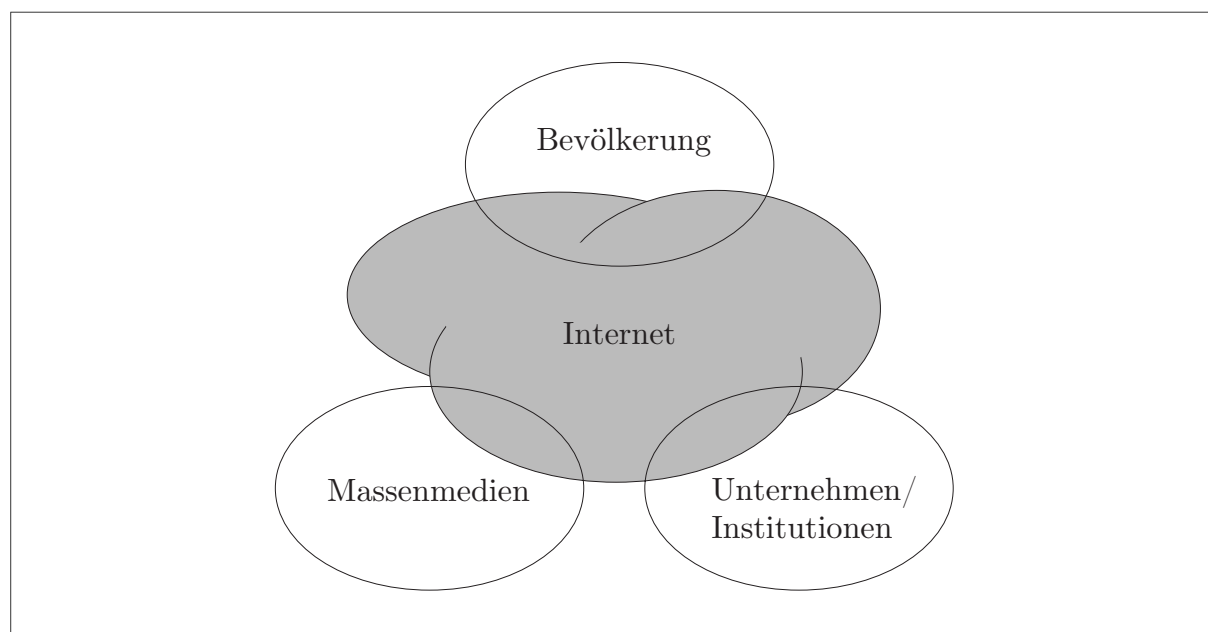 Bevölkerung
Internet
Massenmedien
Unternehmen/
Institutionen